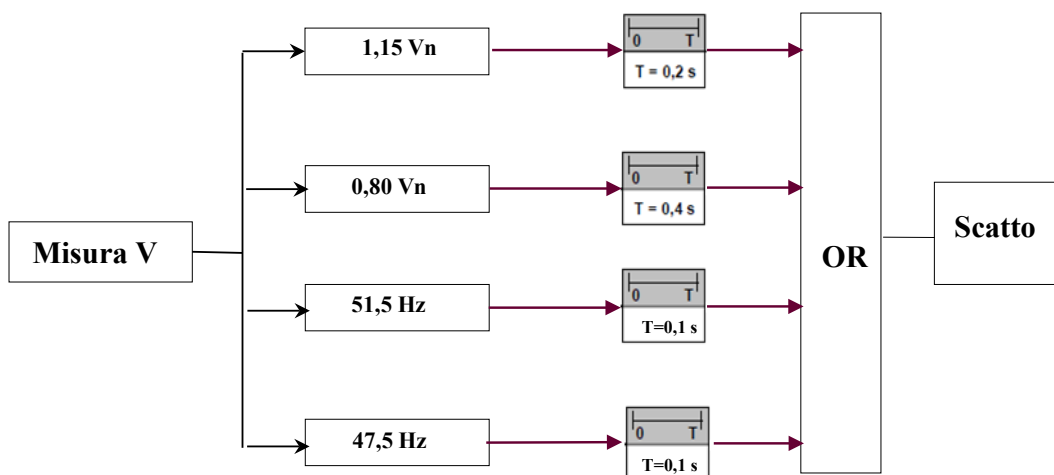 1,15 Vn
0 T
T = 0,2 s
0,80 Vn
0 T
T = 0,4 s
Misura V
OR
Scatto
51,5 Hz
0 T
T=0,1 s
47,5 Hz
0 T
T=0,1 s